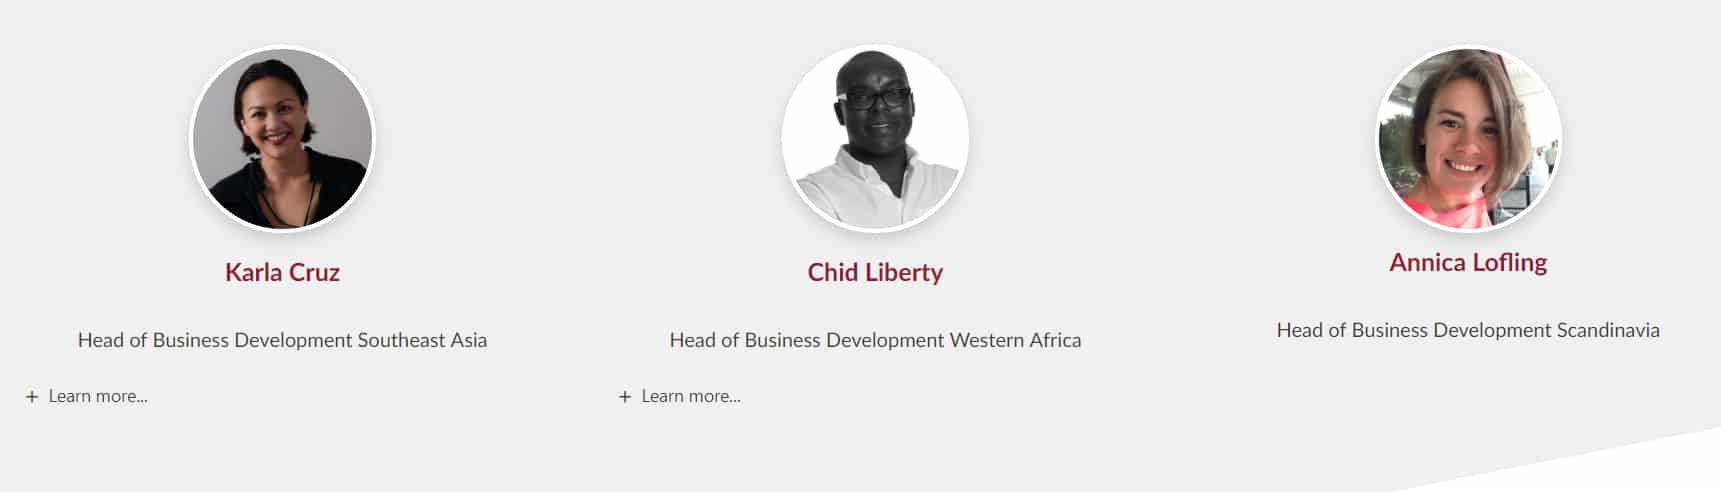 Karla Cruz
Head of Business Development Southeast Asia
+ Learn more...
Chid Liberty
Head of Business Development Western Africa
+ Learn more...
Annica Lofling
Head of Business Development Scandinavia